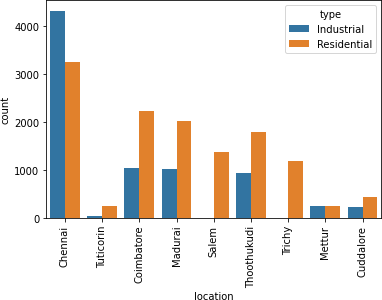 type
Industrial
Residential
count
4000
3000
2000
1000
0
Chennai
Tuticorin
Coimbatore
Madurai
Salem
Thoothukudi
Trichy
Mettur
Cuddalore
location